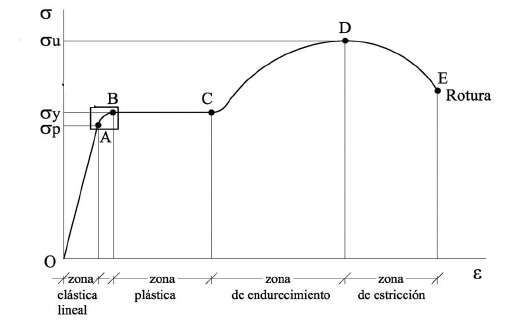 σ
σu
D
E
Rotura
B
C
σy
σp
A
O
ε
zona
elástica
lineal
zona
plástica
zona
de endurecimiento
zona
de estricción